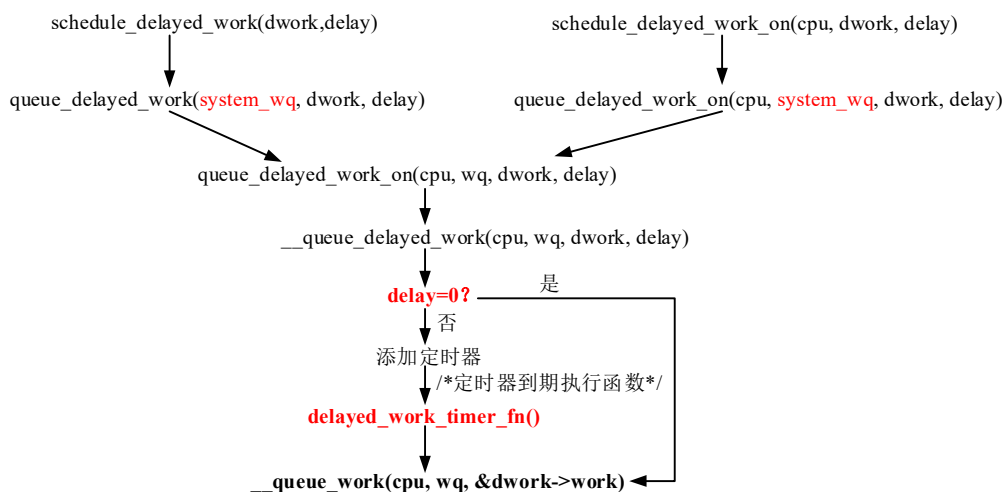 schedule_delayed_work(dwork,delay)
schedule_delayed_work_on(cpu, dwork, delay)
queue_delayed_work(system_wq, dwork, delay)
queue_delayed_work_on(cpu, system_wq, dwork, delay)
queue_delayed_work_on(cpu, wq, dwork, delay)
__queue_delayed_work(cpu, wq, dwork, delay)
delay=0？
是
否
添加定时器
/*定时器到期执行函数*/
delayed_work_timer_fn()
__queue_work(cpu, wq, &dwork->work)